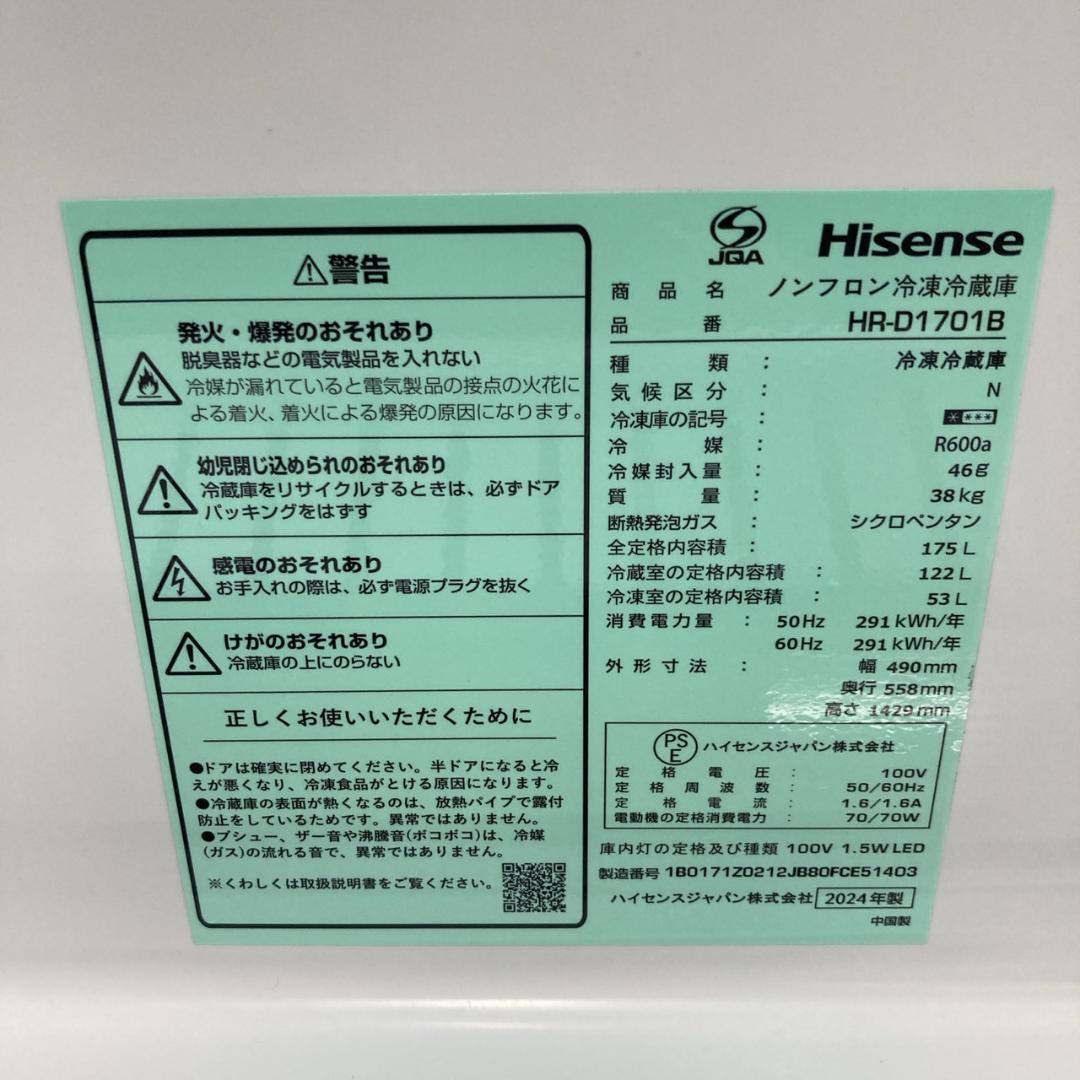 警告
発火・爆発のおそれあり
脱臭器などの電気製品を入れない
冷媒が漏れていると電気製品の接点の火花に
よる着火、着火による爆発の原因になります。
幼児閉じ込められのおそれあり
冷蔵庫をリサイクルするときは、必ずドア
パッキングをはずす
感電のおそれあり
お手入れの際は、必ず電源プラグを抜く
けがのおそれあり
冷蔵庫の上にのらない
正しくお使いいただくために
●ドアは確実に閉めてください。半ドアになると冷
えが悪くなり、冷凍食品がとける原因になります。
●冷蔵庫の表面が熱くなるのは、放熱パイプで露付
防止をしているためです。異常ではありません。
●プシュー、ザー音や沸騰音(ポコポコ)は、冷媒
(ガス)の流れる音で、異常ではありません。
※くわしくは取扱説明書をご覧ください。
JQA
Hisense
商品名 ノンフロン冷凍冷蔵庫
品番 HR-D1701B
種類 : 冷凍冷蔵庫
気候区分 : N
冷凍庫の記号 : ****
冷媒 : R600a
冷媒封入量 : 46g
質量 : 38kg
断熱発泡ガス : シクロペンタン
全定格内容積 : 175L
冷蔵室の定格内容積 : 122L
冷凍室の定格内容積 : 53L
消費電力量 : 50Hz 291kWh/年
60Hz 291kWh/年
外形寸法 : 幅 490mm
奥行 558mm
高さ 1429mm
PSE ハイセンスジャパン株式会社
定格電圧 : 100V
定格周波数 : 50/60Hz
定格電流 : 1.6/1.6A
電動機の定格消費電力 : 70/70W
庫内灯の定格及び種類 100V 1.5W LED
製造番号 1B0171Z0212JB80FCE51403
ハイセンスジャパン株式会社 2024年製
中国製